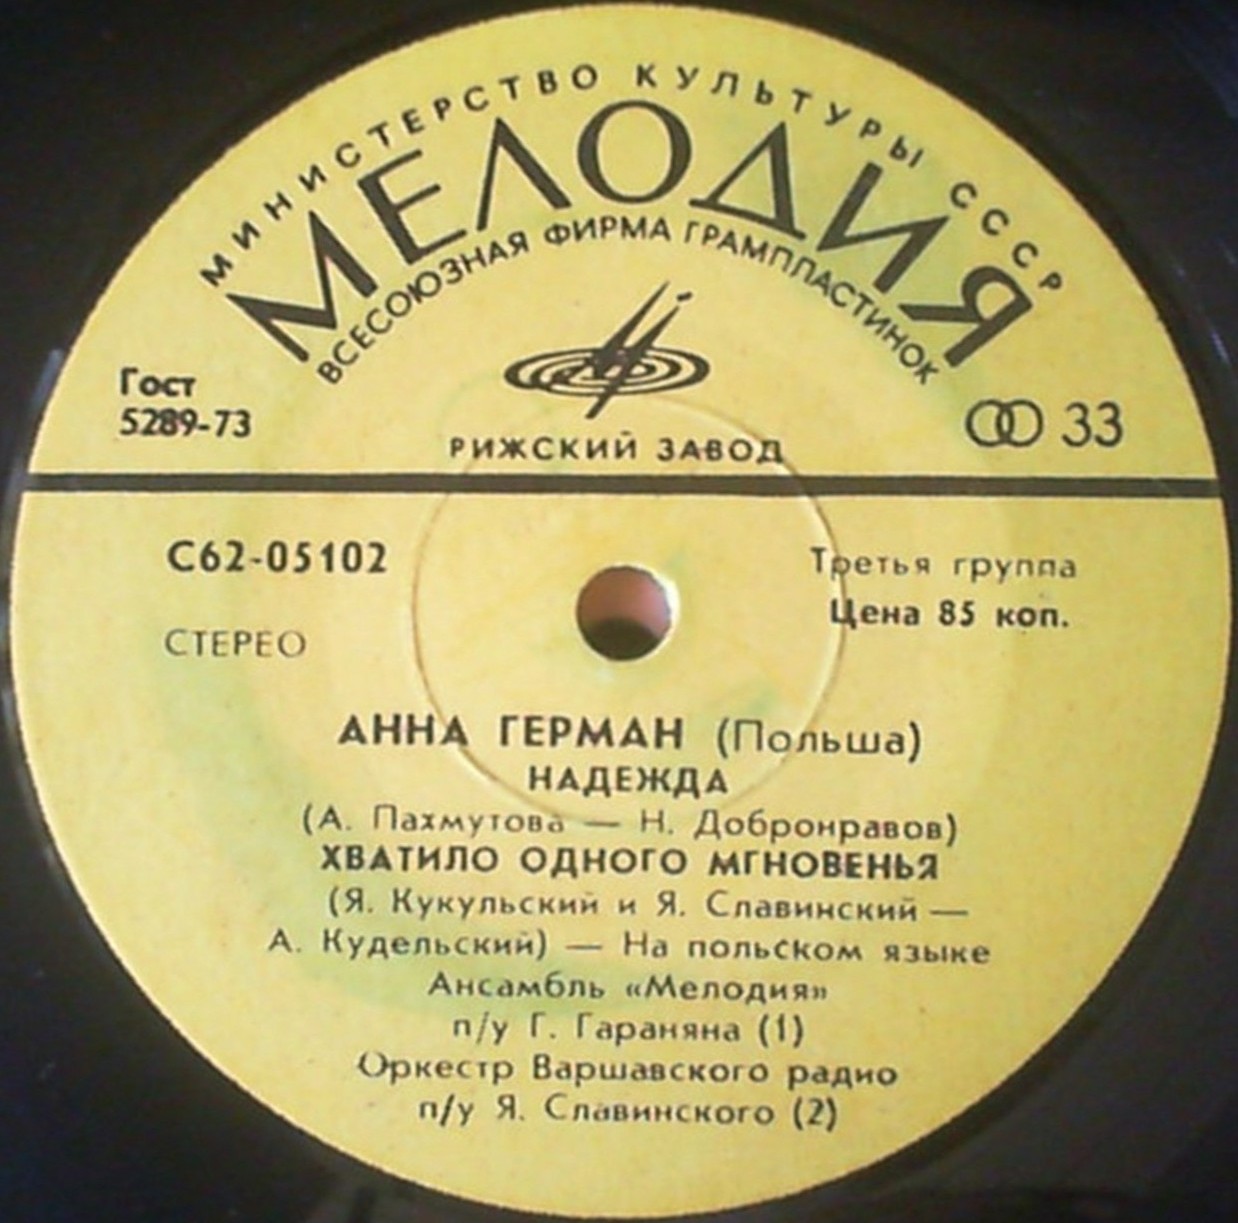 МИНИСТЕРСТВО КУЛЬТУРЫ СССР
МЕЛОДИЯ
ВСЕСОЮЗНАЯ ФИРМА ГРАМПЛАСТИНОК
Гост
5289-73
33
РИЖСКИЙ ЗАВОД
С62-05102
Третья группа
Цена 85 коп.
СТЕРЕО
АННА ГЕРМАН (Польша)
НАДЕЖДА
(А. Пахмутова — Н. Добронравов)
ХВАТИЛО ОДНОГО МГНОВЕНЬЯ
(Я. Кукульский и Я. Славинский —
А. Кудельский) — На польском языке
Ансамбль «Мелодия»
п/у Г. Гараняна (1)
Оркестр Варшавского радио
п/у Я. Славинского (2)